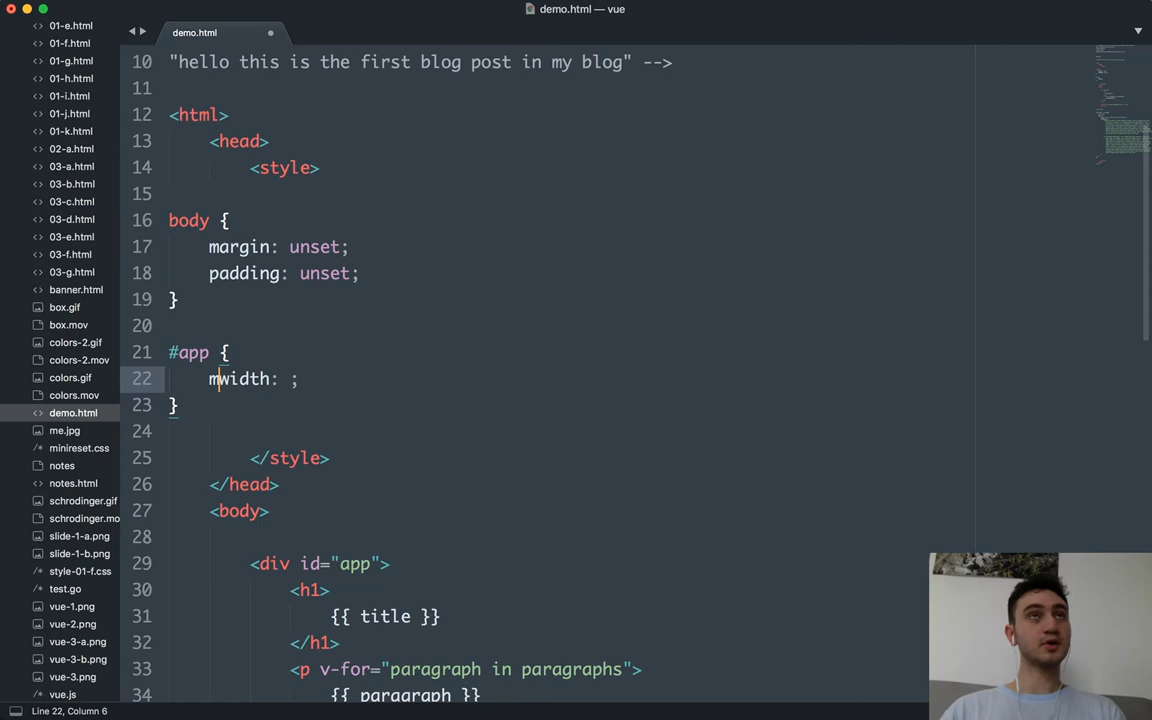 demo.html — vue
01-e.html
01-f.html
01-g.html
01-h.html
01-i.html
01-j.html
01-k.html
02-a.html
03-a.html
03-b.html
03-c.html
03-d.html
03-e.html
03-f.html
03-g.html
banner.html
box.gif
box.mov
colors-2.gif
colors-2.mov
colors.gif
colors.mov
demo.html
me.jpg
minireset.css
notes
notes.html
schrodinger.gif
schrodinger.mo
slide-1-a.png
slide-1-b.png
style-01-f.css
test.go
vue-1.png
vue-2.png
vue-3-a.png
vue-3-b.png
vue-3.png
vue.js
demo.html
10 "hello this is the first blog post in my blog" -->
11
12 <html>
13 <head>
14 <style>
15
16 body {
17 margin: unset;
18 padding: unset;
19 }
20
21 #app {
22 mwidth: ;
23 }
24
25 </style>
26 </head>
27 <body>
28
29 <div id="app">
30 <h1>
31 {{ title }}
32 </h1>
33 <p v-for="paragraph in paragraphs">
34 {{ paragraph }}
Line 22, Column 6